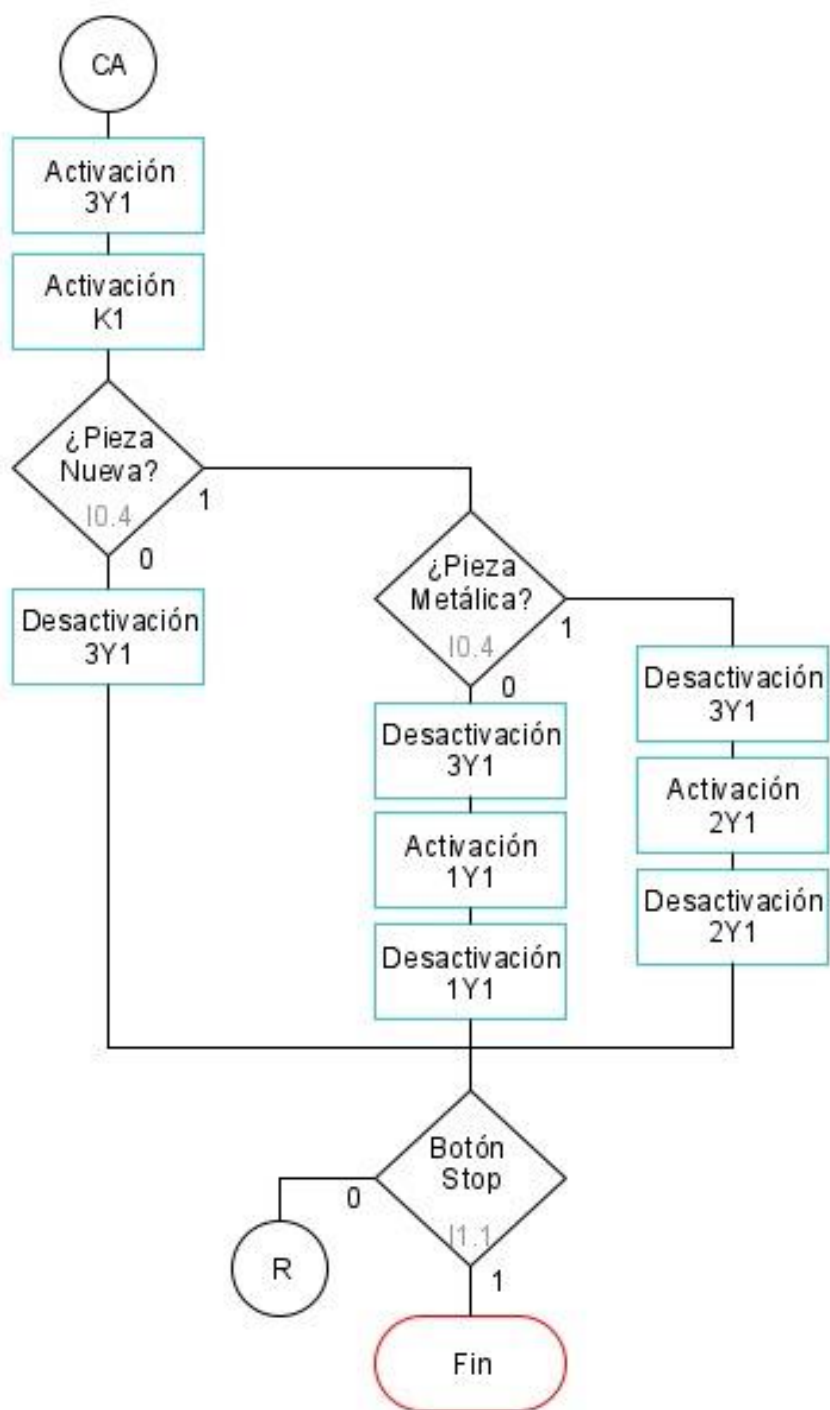 CA
Activación
3Y1
Activación
K1
¿Pieza
Nueva?
I0.4
1
0
Desactivación
3Y1
¿Pieza
Metálica?
I0.4
1
0
Desactivación
3Y1
Activación
1Y1
Desactivación
1Y1
Desactivación
3Y1
Activación
2Y1
Desactivación
2Y1
Botón
Stop
I1.1
0
1
R
Fin